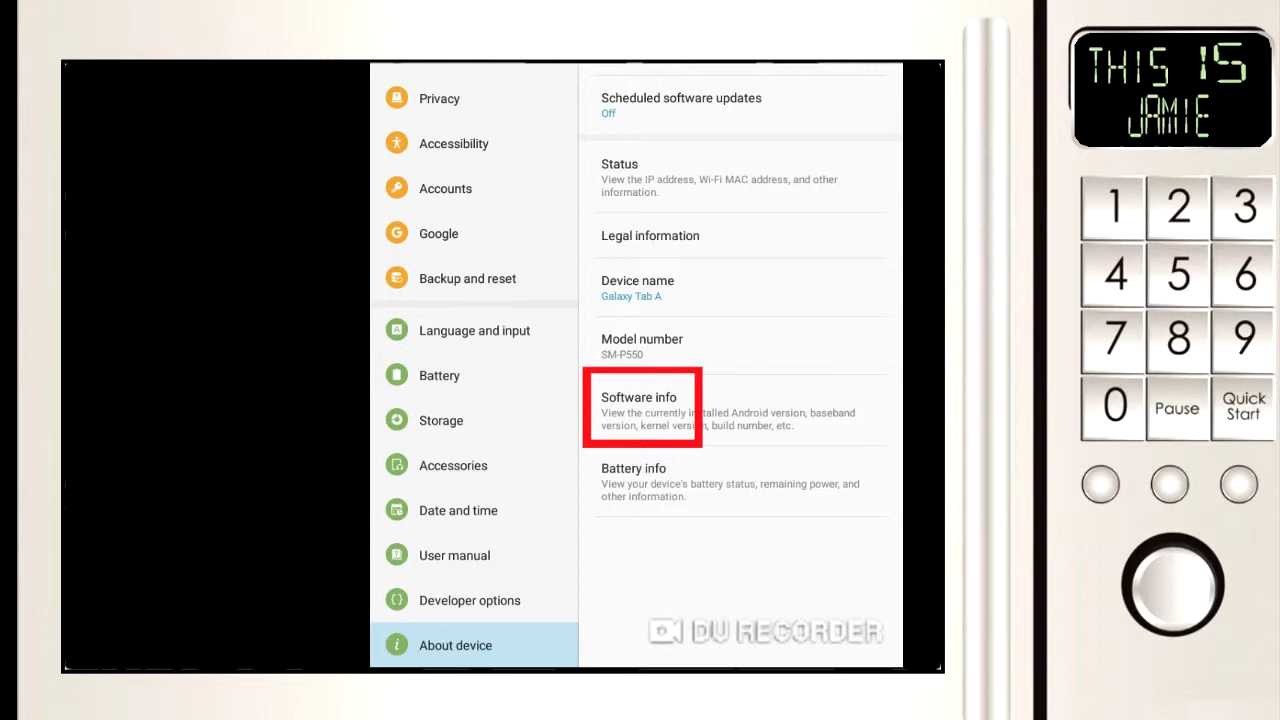 Privacy
Accessibility
Accounts
Google
Backup and reset
Language and input
Battery
Storage
Accessories
Date and time
User manual
Developer options
About device
Scheduled software updates
Off
Status
View the IP address, Wi-Fi MAC address, and other
information.
Legal information
Device name
Galaxy Tab A
Model number
SM-P550
Software info
View the currently installed Android version, baseband
version, kernel version, build number, etc.
Battery info
View your device's battery status, remaining power, and
other information.
DU RECORDER
THIS IS
JAMIE
1 2 3
4 5 6
7 8 9
0 Pause Quick
Start